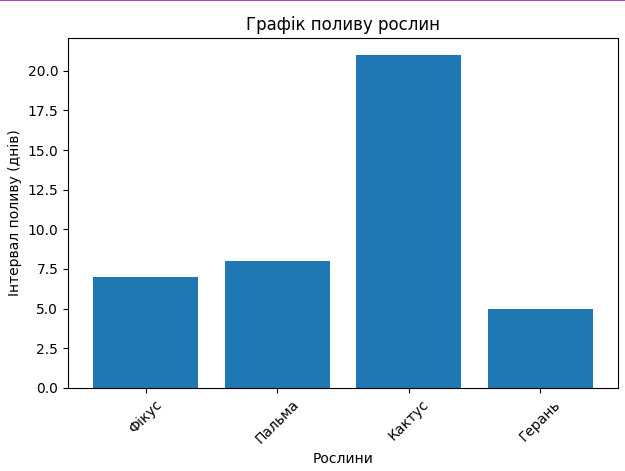 Графік поливу рослин
Інтервал поливу (днів)
20.0
17.5
15.0
12.5
10.0
7.5
5.0
2.5
0.0
Фікус
Пальма
Кактус
Герань
Рослини